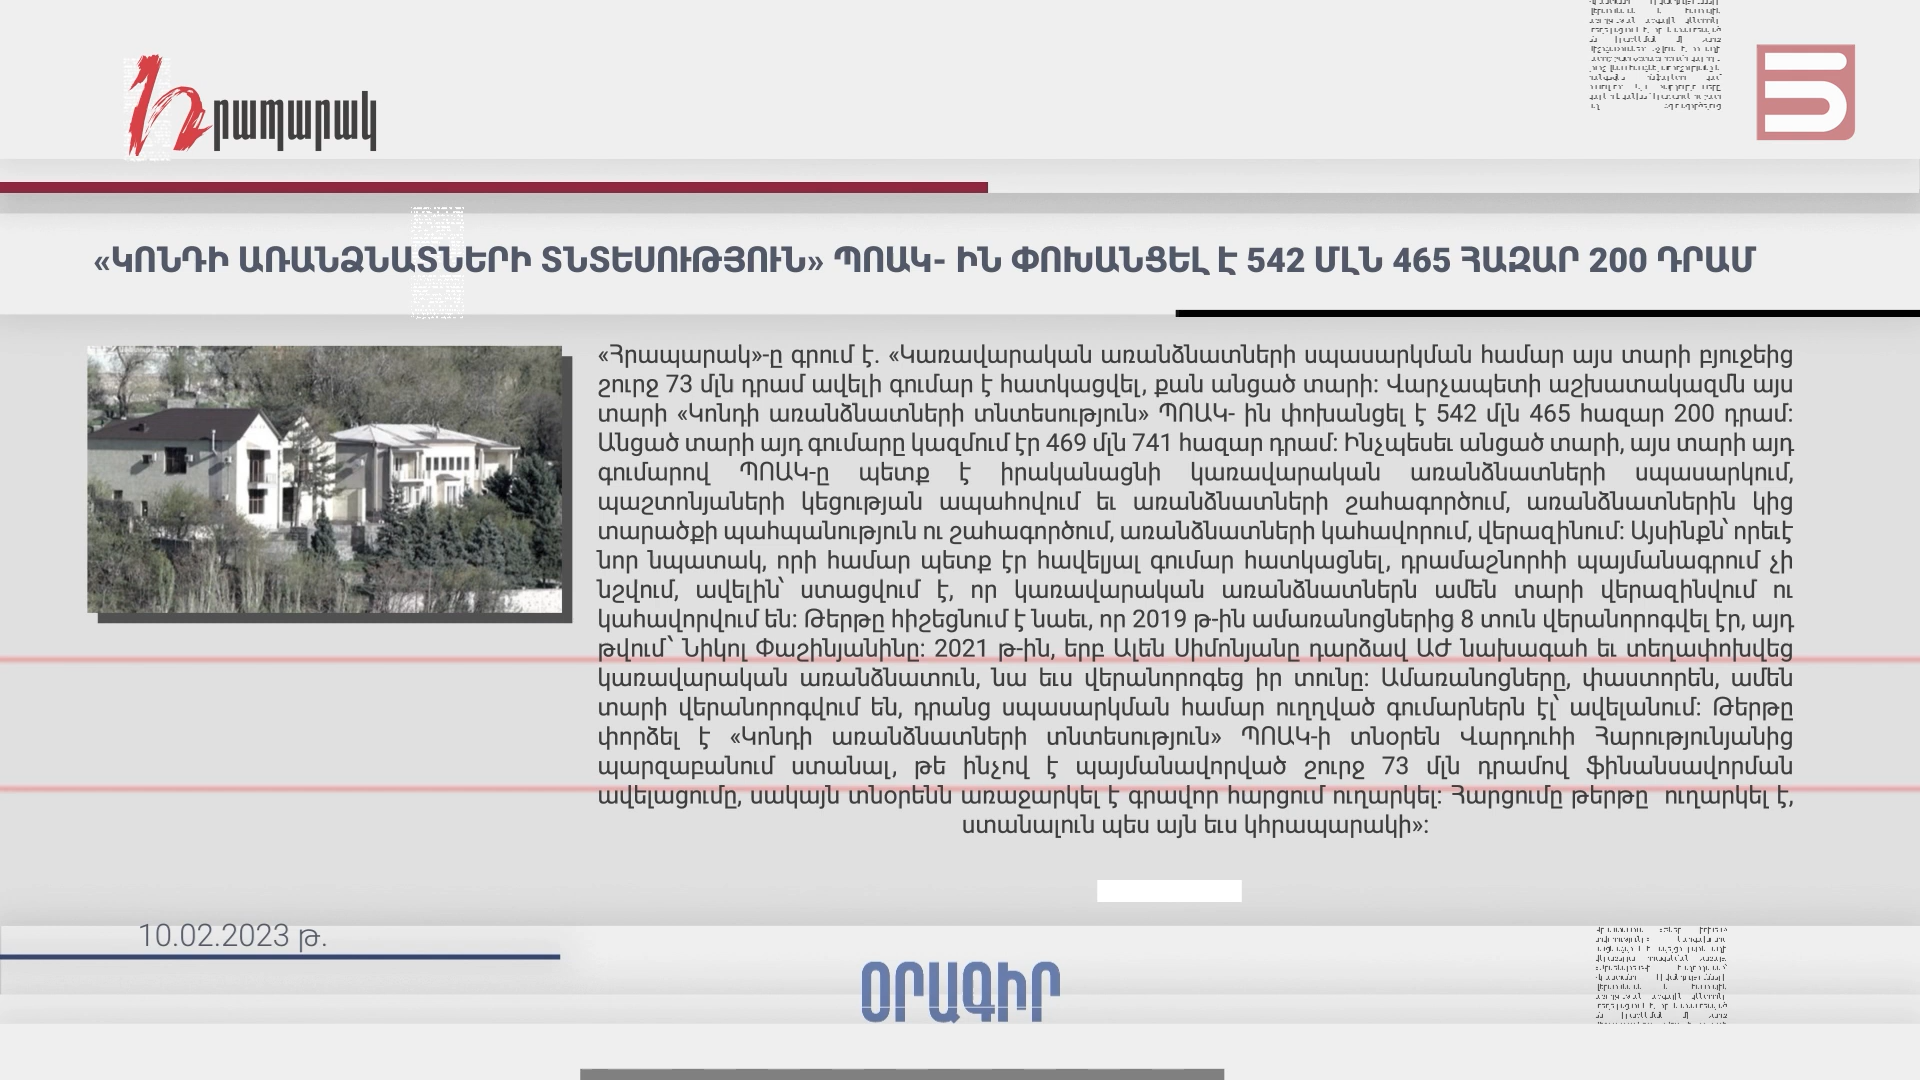 Հրապարակ
5
«ԿՈՆԴԻ ԱՌԱՆՁՆԱՏՆԵՐԻ ՏՆՏԵՍՈՒԹՅՈՒՆ» ՊՈԱԿ- ԻՆ ՓՈԽԱՆՑԵԼ Է 542 ՄԼՆ 465 ՀԱԶԱՐ 200 ԴՐԱՄ
«Հրապարակ»-ը գրում է. «Կառավարական առանձնատների սպասարկման համար այս տարի բյուջեից
շուրջ 73 մլն դրամ ավելի գումար է հատկացվել, քան անցած տարի: Վարչապետի աշխատակազմն այս
տարի «Կոնդի առանձնատների տնտեսություն» ՊՈԱԿ- ին փոխանցել է 542 մլն 465 հազար 200 դրամ:
Անցած տարի այդ գումարը կազմում էր 469 մլն 741 հազար դրամ: Ինչպեսեւ անցած տարի, այս տարի այդ
գումարով ՊՈԱԿ-ը պետք է իրականացնի կառավարական առանձնատների սպասարկում,
պաշտոնյաների կեցության ապահովում եւ առանձնատների շահագործում, առանձնատներին կից
տարածքի պահպանություն ու շահագործում, առանձնատների կահավորում, վերազինում: Այսինքն՝ որեւէ
նոր նպատակ, որի համար պետք էր հավելյալ գումար հատկացնել, դրամաշնորհի պայմանագրում չի
նշվում, ավելին՝ ստացվում է, որ կառավարական առանձնատներն ամեն տարի վերազինվում ու
կահավորվում են: Թերթը հիշեցնում է նաեւ, որ 2019 թ-ին ամառանոցներից 8 տուն վերանորոգվել էր, այդ
թվում՝ Նիկոլ Փաշինյանինը: 2021 թ-ին, երբ Ալեն Սիմոնյանը դարձավ ԱԺ նախագահ եւ տեղափոխվեց
կառավարական առանձնատուն, նա եւս վերանորոգեց իր տունը: Ամառանոցները, փաստորեն, ամեն
տարի վերանորոգվում են, դրանց սպասարկման համար ուղղված գումարներն էլ՝ ավելանում: Թերթը
փորձել է «Կոնդի առանձնատների տնտեսություն» ՊՈԱԿ-ի տնօրեն Վարդուհի Հարությունյանից
պարզաբանում ստանալ, թե ինչով է պայմանավորված շուրջ 73 մլն դրամով ֆինանսավորման
ավելացումը, սակայն տնօրենն առաջարկել է գրավոր հարցում ուղարկել: Հարցումը թերթը ուղարկել է,
ստանալուն պես այն եւս կհրապարակի»:
10.02.2023 թ.
ՕՐԱԳԻՐ